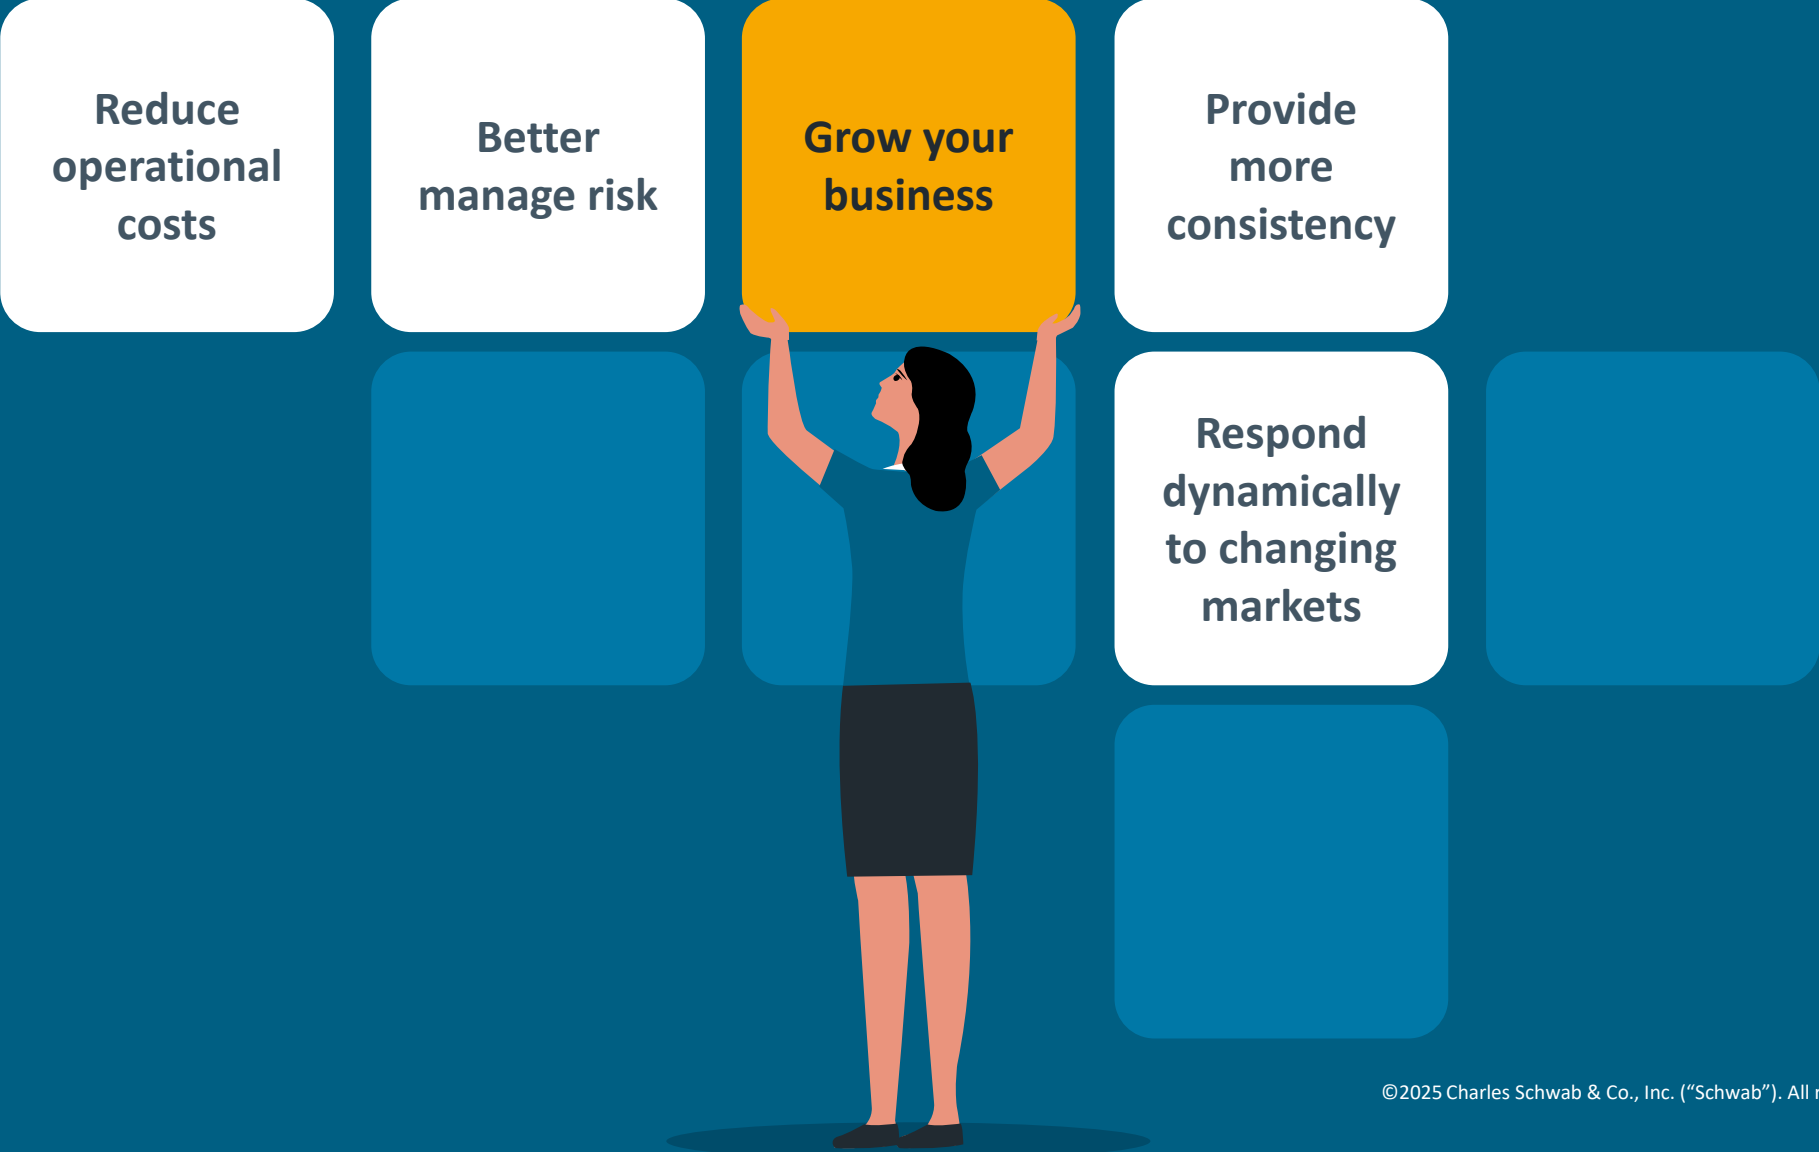 Reduce
operational
costs
Better
manage risk
Grow your
business
Provide
more
consistency
Respond
dynamically
to changing
markets
©2025 Charles Schwab & Co., Inc. (“Schwab”). All